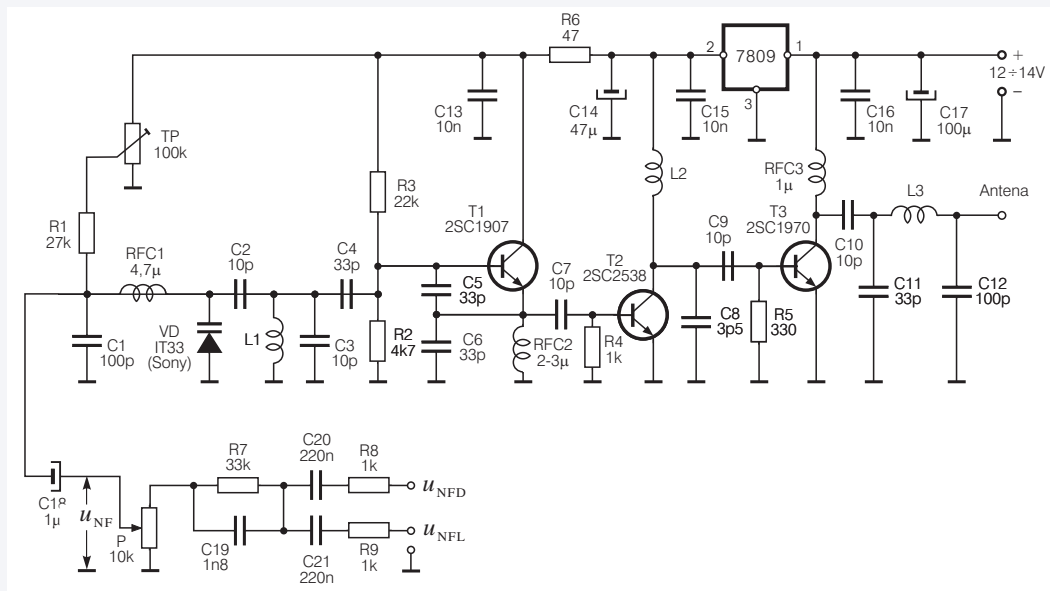 R6
47
2
7809
1
+
12÷14V
−
3
C13
10n
C14
47µ
C15
10n
C16
10n
C17
100µ
TP
100k
R3
22k
L2
RFC3
1µ
L3
Antena
R1
27k
RFC1
4,7µ
C2
10p
C4
33p
T1
2SC1907
C9
10p
T3
2SC1970
C10
10p
T2
2SC2538
C7
10p
C5
33p
C11
33p
C12
100p
C1
100p
VD
IT33
(Sony)
L1
C3
10p
R2
4k7
C6
33p
RFC2
2-3µ
R4
1k
C8
3p5
R5
330
C18
1µ
uNF
P
10k
R7
33k
C20
220n
R8
1k
uNFD
C19
1n8
C21
220n
R9
1k
uNFL